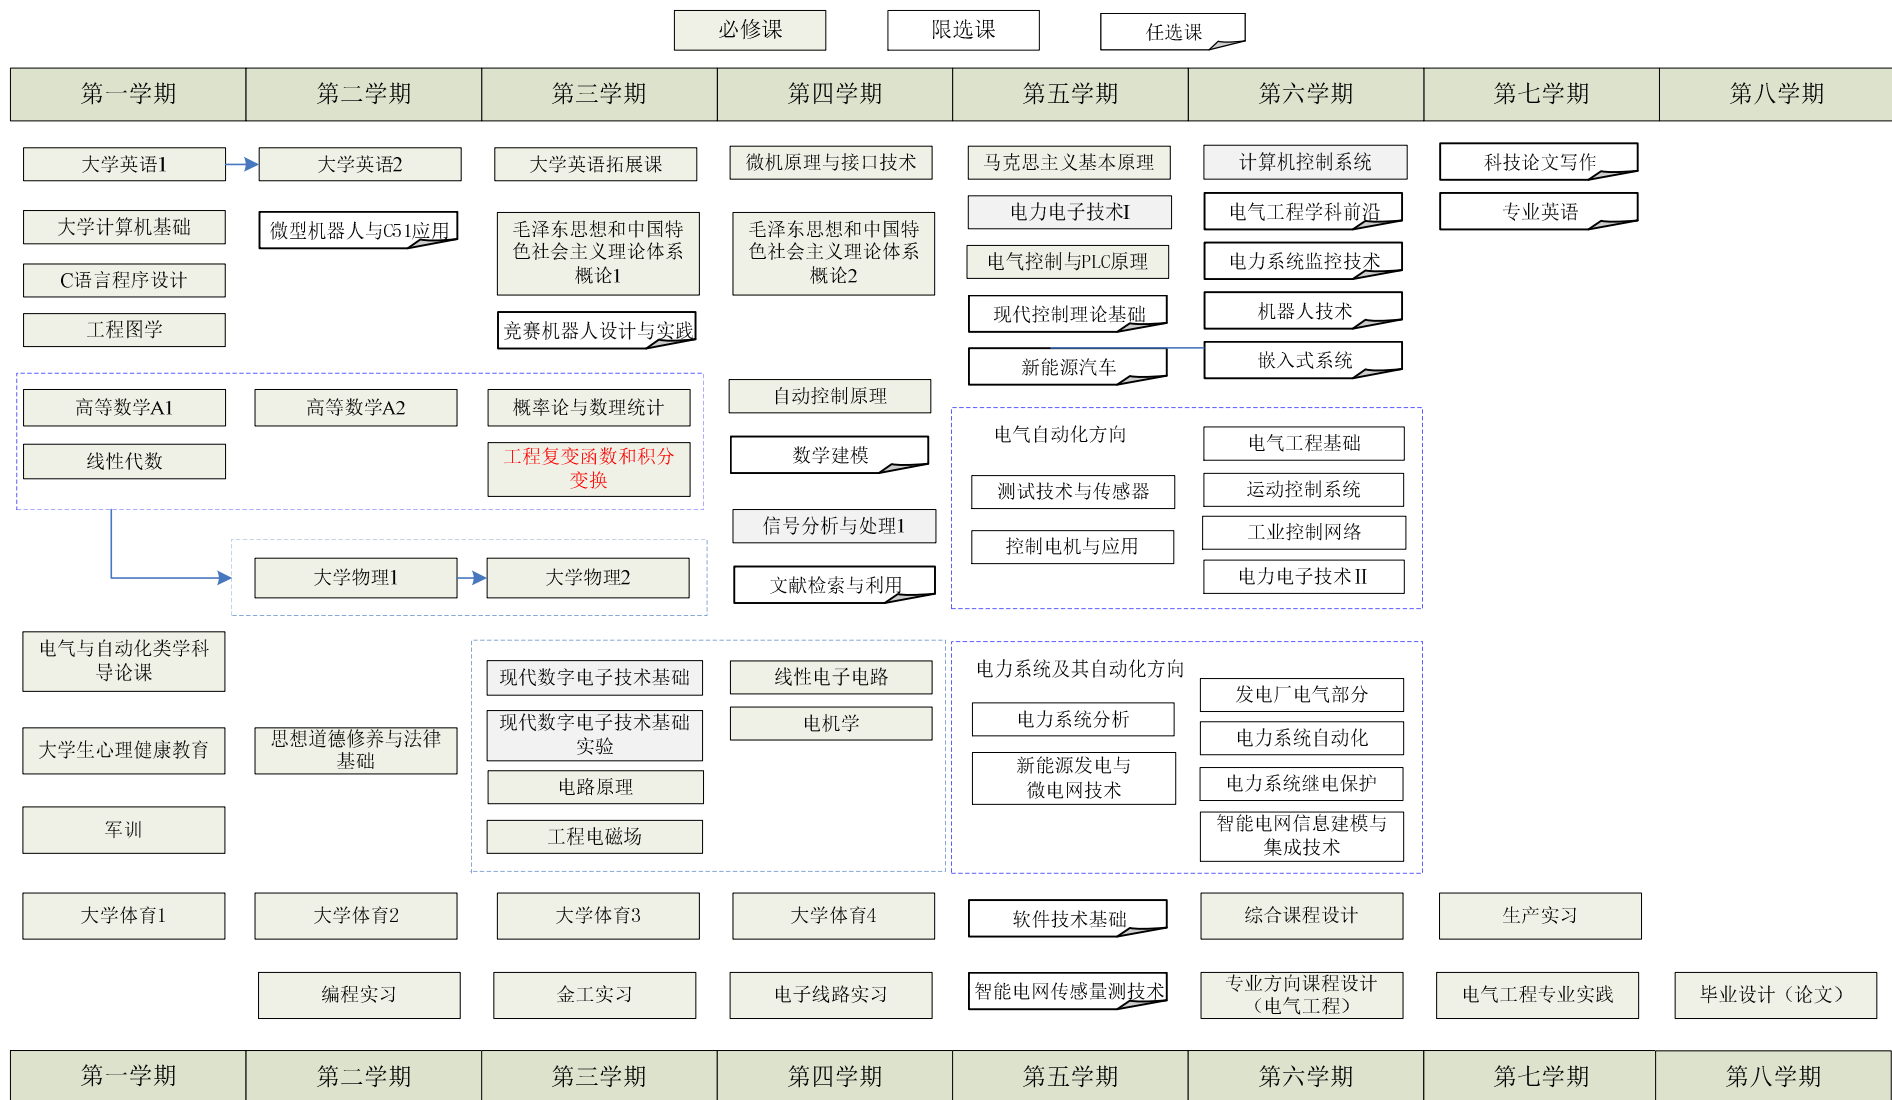 必修课
限选课
任选课
第一学期
第二学期
第三学期
第四学期
第五学期
第六学期
第七学期
第八学期
大学英语1
大学英语2
大学英语拓展课
微机原理与接口技术
马克思主义基本原理
计算机控制系统
科技论文写作
大学计算机基础
微型机器人与C51应用
毛泽东思想和中国特
色社会主义理论体系
概论1
毛泽东思想和中国特
色社会主义理论体系
概论2
电力电子技术Ⅰ
电气工程学科前沿
专业英语
C语言程序设计
电气控制与PLC原理
电力系统监控技术
工程图学
竞赛机器人设计与实践
现代控制理论基础
机器人技术
新能源汽车
嵌入式系统
高等数学A1
高等数学A2
概率论与数理统计
自动控制原理
线性代数
工程复变函数和积分
变换
数学建模
电气自动化方向
电气工程基础
测试技术与传感器
运动控制系统
信号分析与处理1
控制电机与应用
工业控制网络
大学物理1
大学物理2
文献检索与利用
电力电子技术Ⅱ
电气与自动化类学科
导论课
现代数字电子技术基础
线性电子电路
电力系统及其自动化方向
发电厂电气部分
大学生心理健康教育
思想道德修养与法律
基础
现代数字电子技术基础
实验
电机学
电力系统分析
电力系统自动化
电路原理
新能源发电与
微电网技术
电力系统继电保护
军训
工程电磁场
智能电网信息建模与
集成技术
大学体育1
大学体育2
大学体育3
大学体育4
软件技术基础
综合课程设计
生产实习
编程实习
金工实习
电子线路实习
智能电网传感量测技术
专业方向课程设计
（电气工程）
电气工程专业实践
毕业设计（论文）
第一学期
第二学期
第三学期
第四学期
第五学期
第六学期
第七学期
第八学期